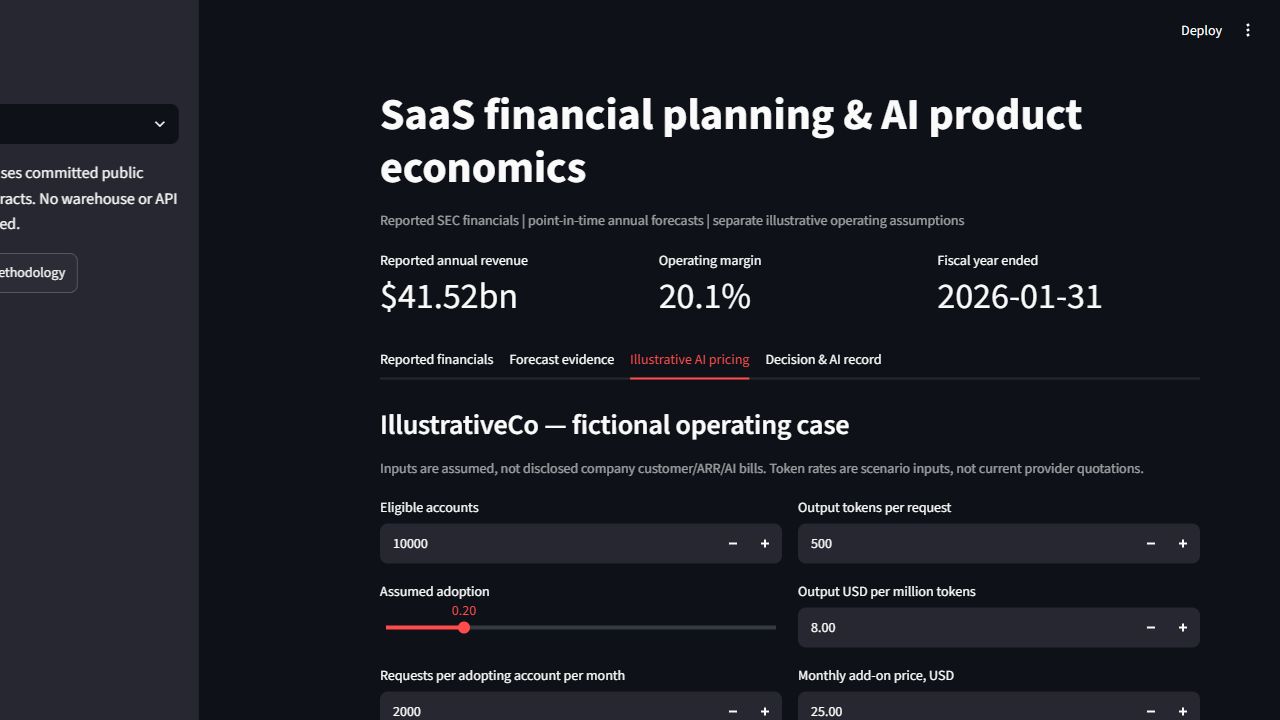 Deploy
ses committed public
racts. No warehouse or API
ed.
ethodology
SaaS financial planning & AI product
economics
Reported SEC financials | point-in-time annual forecasts | separate illustrative operating assumptions
Reported annual revenue
$41.52bn
Operating margin
20.1%
Fiscal year ended
2026-01-31
Reported financials
Forecast evidence
Illustrative AI pricing
Decision & AI record
IllustrativeCo — fictional operating case
Inputs are assumed, not disclosed company customer/ARR/AI bills. Token rates are scenario inputs, not current provider quotations.
Eligible accounts
10000
Output tokens per request
500
Assumed adoption
0.20
Output USD per million tokens
8.00
Requests per adopting account per month
2000
Monthly add-on price, USD
25.00